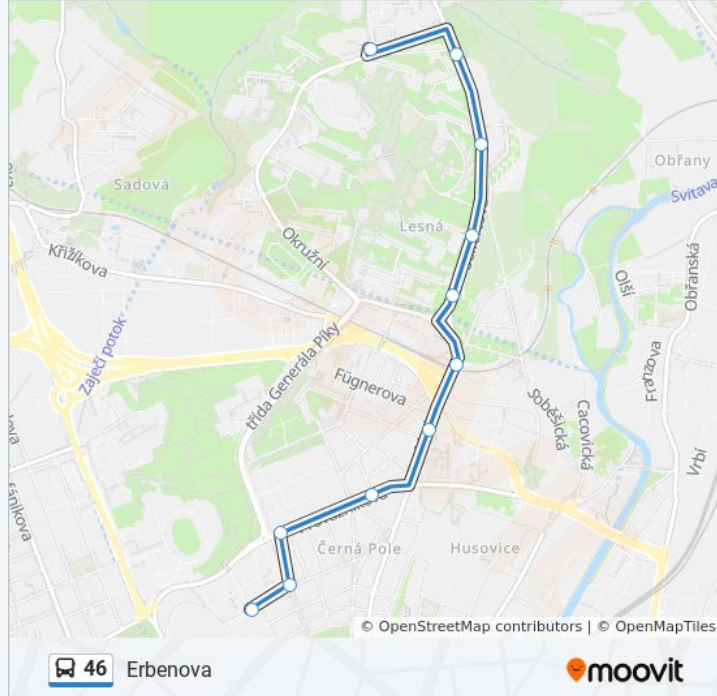 Obřany
Svitava
Sadová
Lesná
Křižíkova
Okružní
Olší
Obřanská
Zaječí potok
třída Generála Píky
Fügnerova
Franzova
Soběšická
Cacovická
Vrbí
Černá Pole
Husovice
© OpenStreetMap contributors | © OpenMapTiles
46 Erbenova
moovit